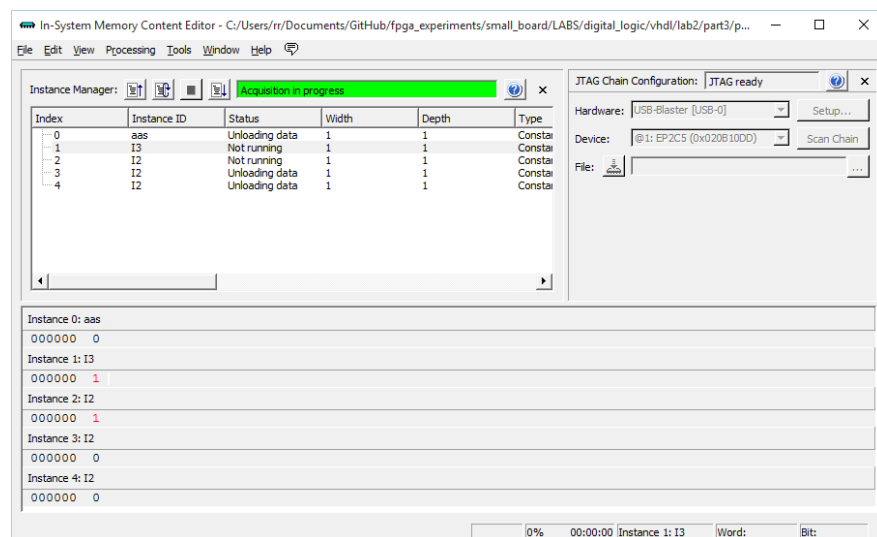 In-System Memory Content Editor - C:/Users/rr/Documents/GitHub/fpga_experiments/small_board/LABS/digital_logic/vhdl/lab2/part3/p...
File Edit View Processing Tools Window Help
Instance Manager: Acquisition in progress
Index Instance ID Status Width Depth Type
0 aas Unloading data 1 1 Constar
1 I3 Not running 1 1 Constar
2 I2 Not running 1 1 Constar
3 I2 Unloading data 1 1 Constar
4 I2 Unloading data 1 1 Constar
JTAG Chain Configuration: JTAG ready
Hardware: USB-Blaster [USB-0] Setup...
Device: @1: EP2C5 (0x020B10DD) Scan Chain
File: ...
Instance 0: aas
000000 0
Instance 1: I3
000000 1
Instance 2: I2
000000 1
Instance 3: I2
000000 0
Instance 4: I2
000000 0
0% 00:00:00 Instance 1: I3 Word: Bit: